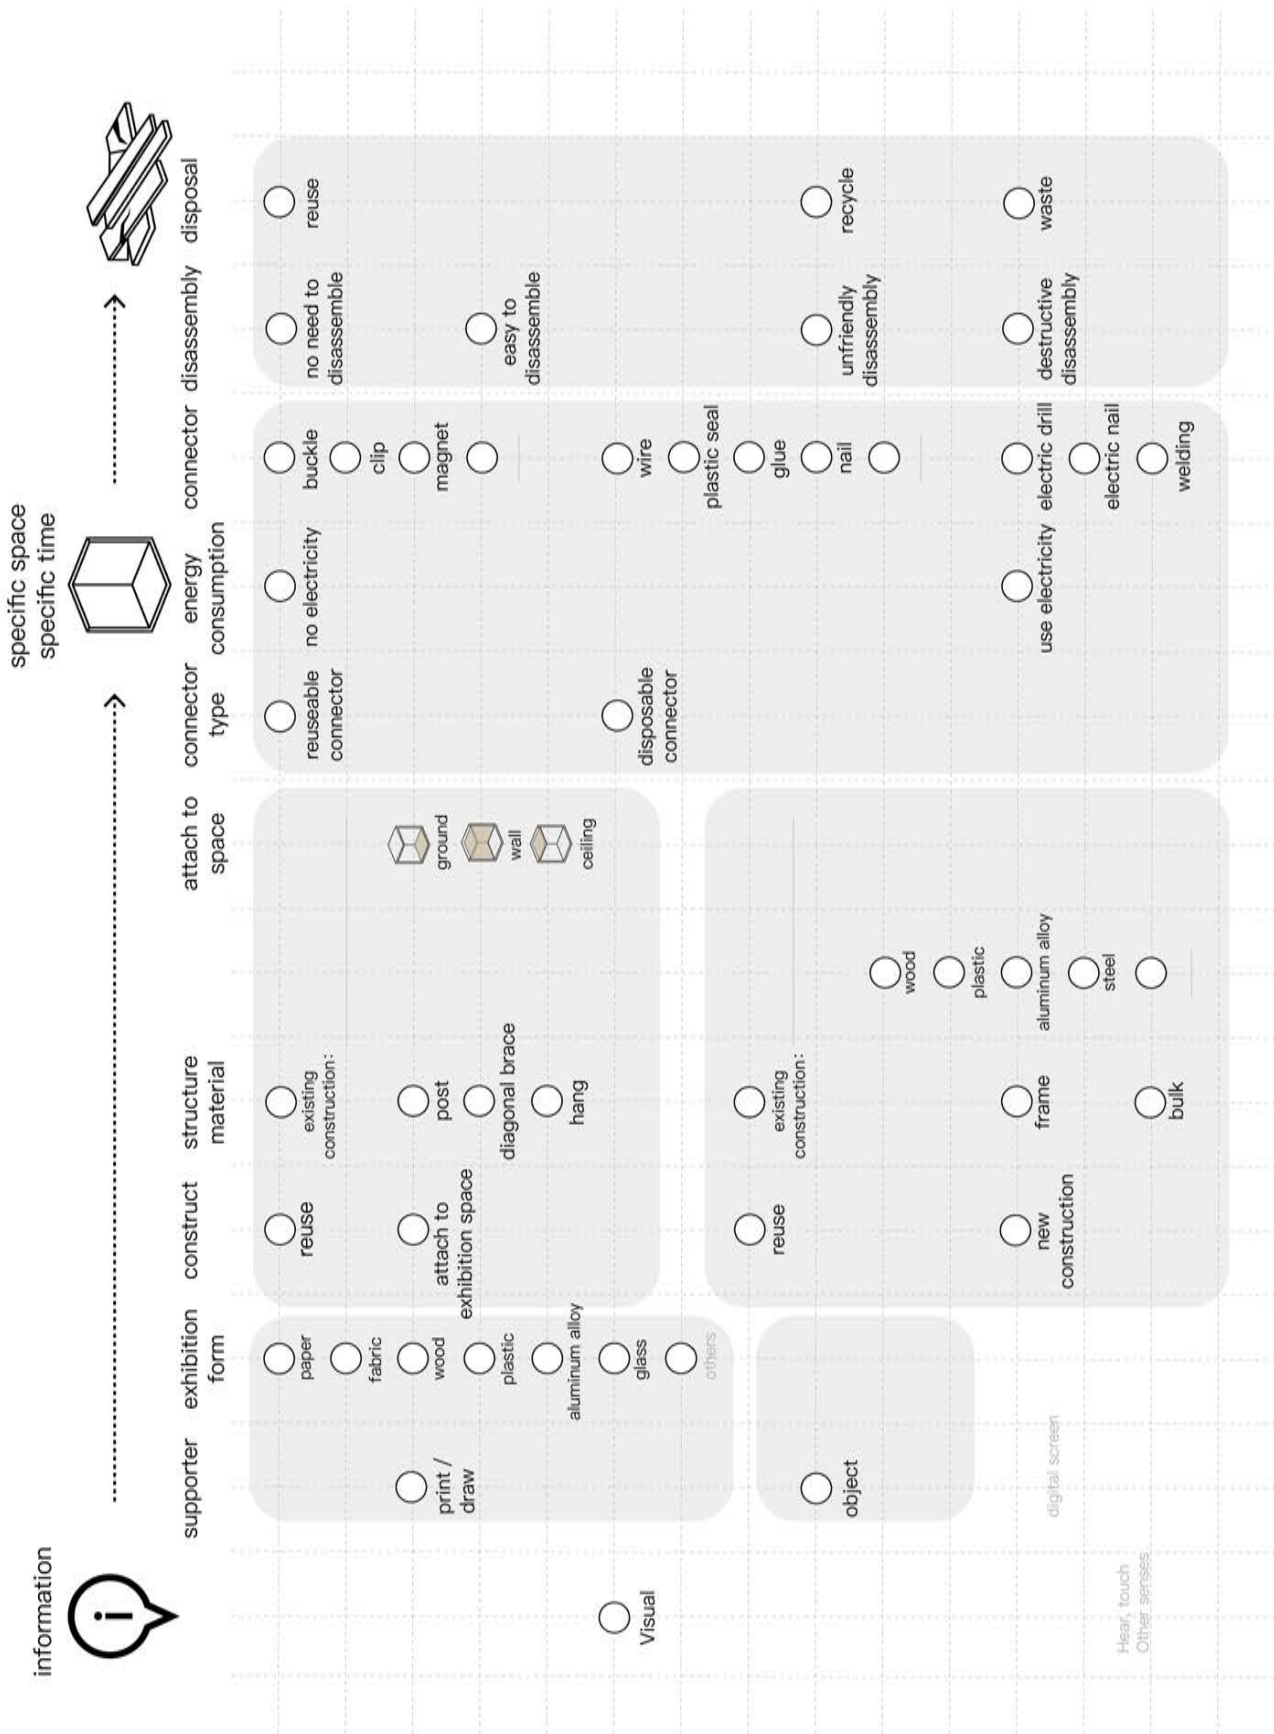 information
specific space
specific time
supporter
exhibition
form
construct
structure
material
attach to
space
connector
type
energy
consumption
connector
disassembly
disposal
Visual
Hear, touch
Other senses
print /
draw
object
digital screen
paper
fabric
wood
plastic
aluminum alloy
glass
others
reuse
attach to
exhibition space
reuse
new
construction
existing
construction:
post
diagonal brace
hang
existing
construction:
frame
bulk
wood
plastic
aluminum alloy
steel
ground
wall
ceiling
reuseable
connector
disposable
connector
no electricity
use electricity
buckle
clip
magnet
wire
plastic seal
glue
nail
electric drill
electric nail
welding
no need to
disassemble
easy to
disassemble
unfriendly
disassembly
destructive
disassembly
reuse
recycle
waste